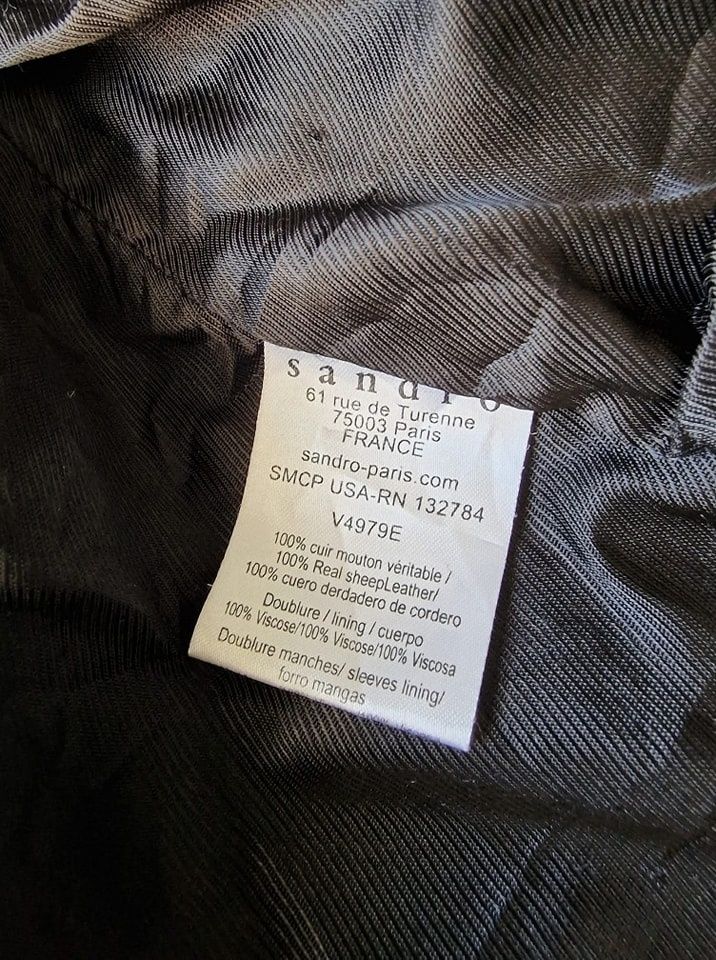 sandro
61 rue de Turenne
75003 Paris
FRANCE
sandro-paris.com
SMCP USA-RN 132784
V4979E
100% cuir mouton véritable /
100% Real sheepLeather/
100% cuero derdadero de cordero
Doublure / lining / cuerpo
100% Viscose/100% Viscose/100% Viscosa
Doublure manches/ sleeves lining/
forro mangas